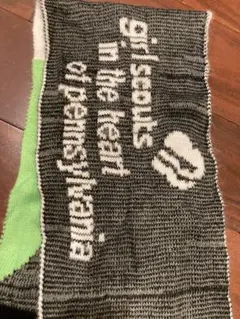 girl scouts
in the heart
of pennsylvania